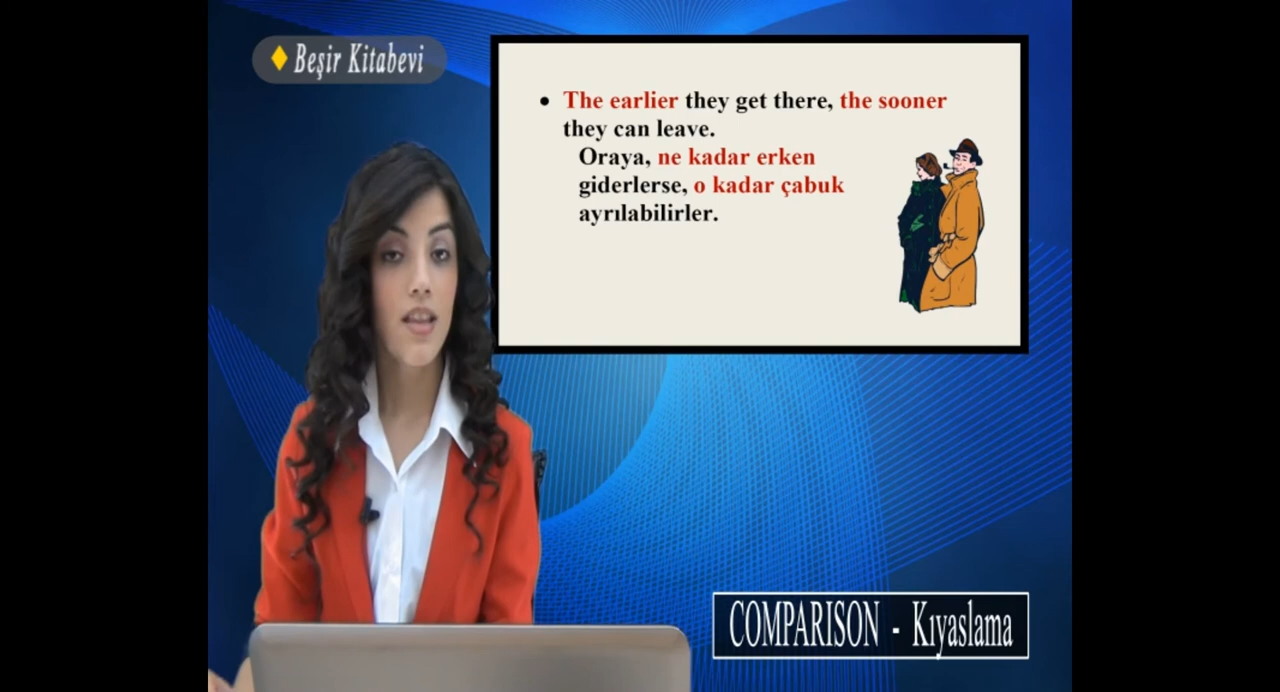 Beşir Kitabevi
• The earlier they get there, the sooner
they can leave.
Oraya, ne kadar erken
giderlerse, o kadar çabuk
ayrılabilirler.
COMPARISON - Kıyaslama